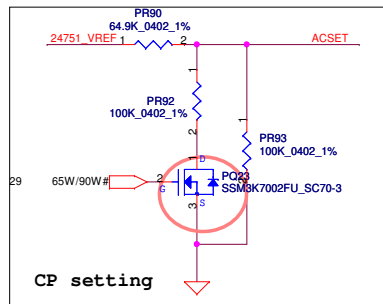 PR90
64.9K_0402_1%
24751_VREF 1 2 ACSET
1
PR92
100K_0402_1%
2
1
PR93
100K_0402_1%
1 D
PQ23
SSM3K7002FU_SC70-3
29 65W/90W# 2 G
3 S
CP setting